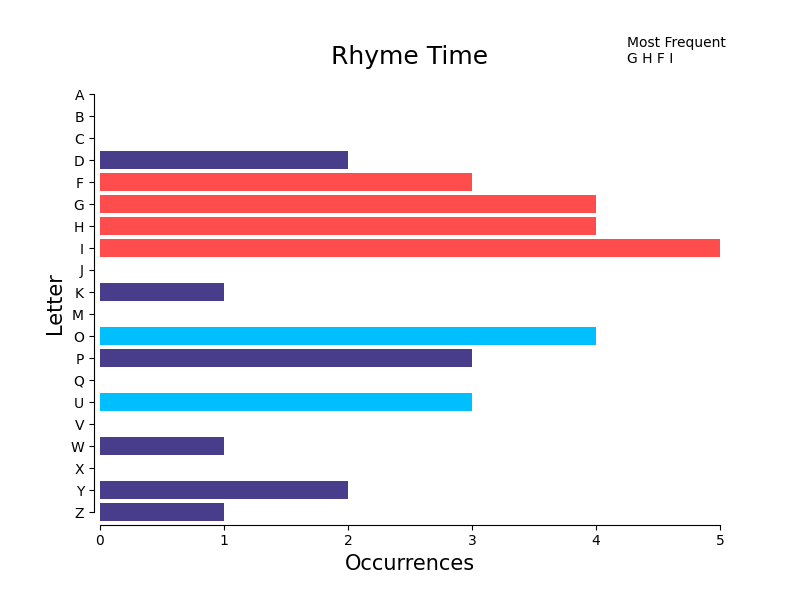 Rhyme Time
Most Frequent
G H F I
Letter
A
B
C
D
F
G
H
I
J
K
M
O
P
Q
U
V
W
X
Y
Z
0 1 2 3 4 5
Occurrences